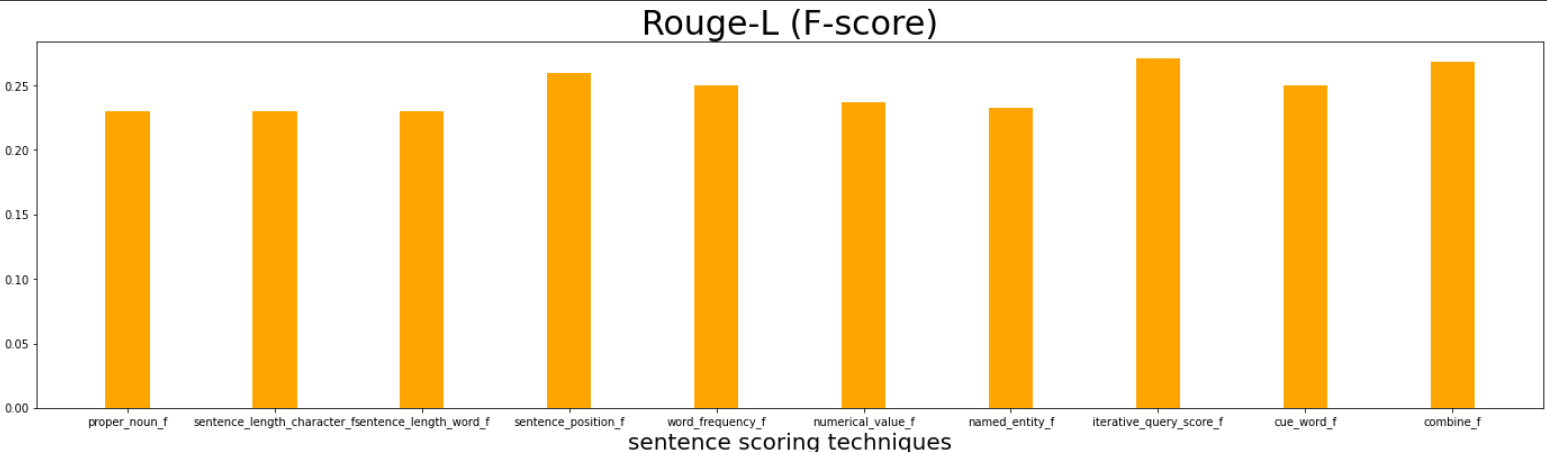 Rouge-L (F-score)
0.25
0.20
0.15
0.10
0.05
0.00
proper_noun_f sentence_length_character_f sentence_length_word_f sentence_position_f word_frequency_f numerical_value_f named_entity_f iterative_query_score_f cue_word_f combine_f
sentence scoring techniques